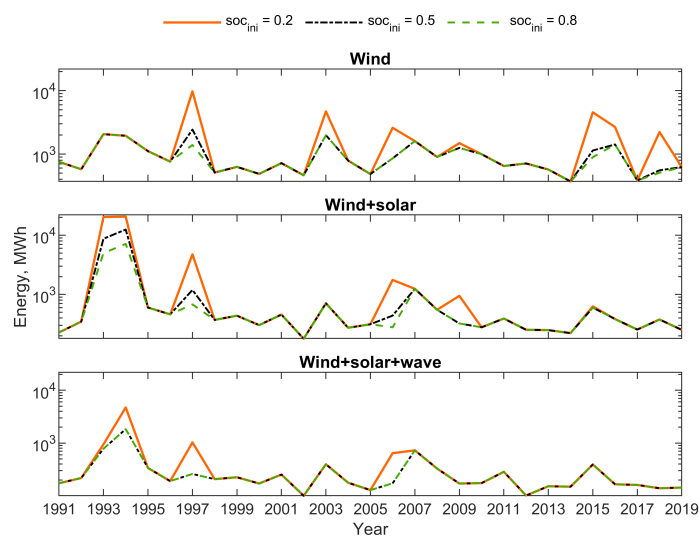 soc_ini = 0.2 soc_ini = 0.5 soc_ini = 0.8
Wind
10^4
10^3
Wind+solar
10^4
10^3
Energy, MWh
Wind+solar+wave
10^4
10^3
1991 1993 1995 1997 1999 2001 2003 2005 2007 2009 2011 2013 2015 2017 2019
Year